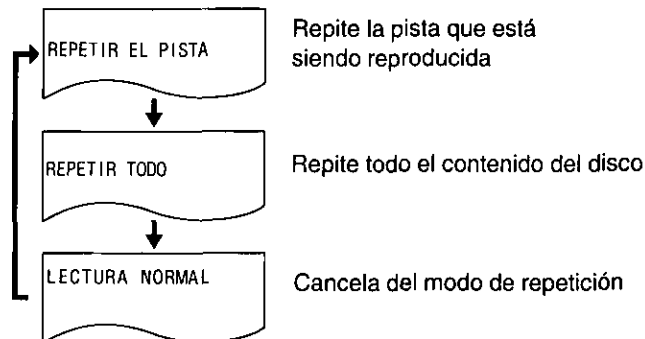 REPETIR EL PISTA
Repite la pista que está
siendo reproducida
REPETIR TODO
Repite todo el contenido del disco
LECTURA NORMAL
Cancela del modo de repetición